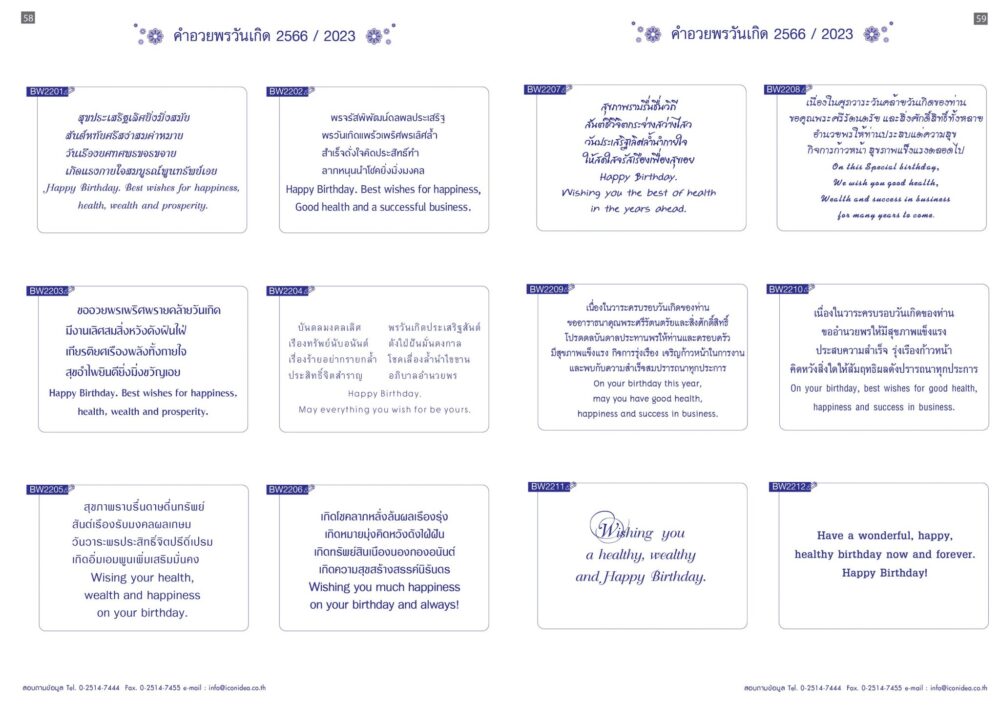 58
คำอวยพรวันเกิด 2566 / 2023
BW2201
สุขประเสริฐเลิศยิ่งมิ่งสมัย
สันต์หทัยศรีสง่าสมค่าหมาย
วันเรืองยศทศพรขจรขจาย
เกิดแรงกายใจสมบูรณ์พูนทรัพย์เอย
Happy Birthday. Best wishes for happiness,
health, wealth and prosperity.
BW2202
พรจรัสพิพัฒน์ดลผลประเสริฐ
พรวันเกิดแพร้วเพริศพรเลิศล้ำ
สำเร็จดั่งใจคิดประสิทธิ์ทำ
ลาภหนุนนำโชคยิ่งมิ่งมงคล
Happy Birthday. Best wishes for happiness,
Good health and a successful business.
BW2203
ขออวยพรเพริศพรายคล้ายวันเกิด
มีงานเลิศสมสิ่งหวังดังฝันใฝ่
เกียรติยศเรืองพลังทั้งกายใจ
สุขอำไพยินดียิ่งมิ่งขวัญเอย
Happy Birthday. Best wishes for happiness,
health, wealth and prosperity.
BW2204
บันดลมงคลเลิศ พรวันเกิดประเสริฐสันต์
เรืองทรัพย์นับอนันต์ ดั่งไม้ป่นมั่นคงกาล
เรื่องร้ายอย่ากรายกล้ำ โชคเลื่องล้ำนำไขขาน
ประสิทธิ์จิตสำราญ อภิบาลอำนวยพร
Happy Birthday.
May everything you wish for be yours.
BW2205
สุขภาพราบรื่นดาษดื่นทรัพย์
สันต์เรืองรับมงคลผลเกษม
วันวาระพรประสิทธิ์จิตปรีดิ์เปรม
เกิดอิ่มเอมพูนเพิ่มเสริมมั่นคง
Wising your health,
wealth and happiness
on your birthday.
BW2206
เกิดโชคลาภหลั่งล้นผลเรืองรุ่ง
เกิดหมายมุ่งคิดหวังดังใฝ่ฝัน
เกิดทรัพย์สินเนืองนองกองอนันต์
เกิดความสุขสร้างสรรค์นิรันดร
Wishing you much happiness
on your birthday and always!
สอบถามข้อมูล Tel. 0-2514-7444 Fax. 0-2514-7455 e-mail : info@iconidea.co.th
59
คำอวยพรวันเกิด 2566 / 2023
BW2207
สุขภาพราบรื่นชื่นวิถี
สันต์ชีวีจิตกระจ่างสว่างไสว
วันประเสริฐเลิศล้ำนำภายใจ
ให้สดใสจรัสเรืองเฟื่องสุขเอย
Happy Birthday.
Wishing you the best of health
in the years ahead.
BW2208
เนื่องในศุภวาระวันคล้ายวันเกิดของท่าน
ขอคุณพระศรีรัตนตรัย และสิ่งศักดิ์สิทธิ์ทั้งหลาย
อำนวยพรให้ท่านประสบแต่ความสุข
กิจการก้าวหน้า สุขภาพแข็งแรงตลอดไป
On this Special birthday,
We wish you good health,
Wealth and success in business
for many years to come.
BW2209
เนื่องในวาระครบรอบวันเกิดของท่าน
ขออาราธนาคุณพระศรีรัตนตรัยและสิ่งศักดิ์สิทธิ์
โปรดดลบันดาลประทานพรให้ท่านและครอบครัว
มีสุขภาพแข็งแรง กิจการรุ่งเรือง เจริญก้าวหน้าในการงาน
และพบกับความสำเร็จสมปรารถนาทุกประการ
On your birthday this year,
may you have good health,
happiness and success in business.
BW2210
เนื่องในวาระครบรอบวันเกิดของท่าน
ขออำนวยพรให้มีสุขภาพแข็งแรง
ประสบความสำเร็จ รุ่งเรืองก้าวหน้า
คิดหวังสิ่งใดให้สัมฤทธิผลดังปรารถนาทุกประการ
On your birthday, best wishes for good health,
happiness and success in business.
BW2211
Wishing you
a healthy, wealthy
and Happy Birthday.
BW2212
Have a wonderful, happy,
healthy birthday now and forever.
Happy Birthday!
สอบถามข้อมูล Tel. 0-2514-7444 Fax. 0-2514-7455 e-mail : info@iconidea.co.th